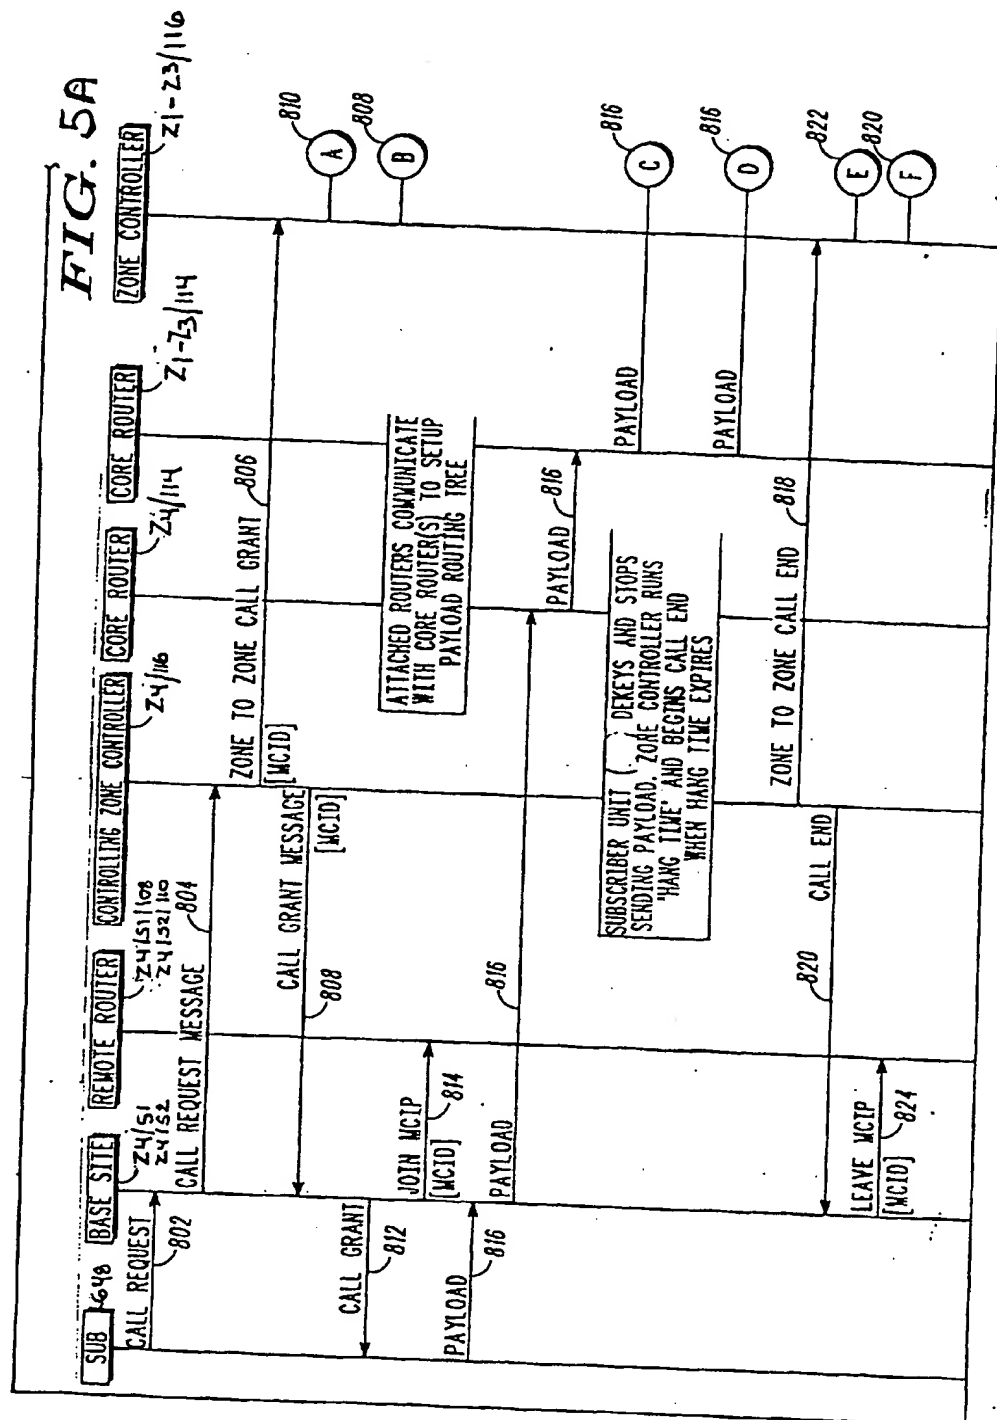 FIG. 5A
SUB
648
BASE SITE
Z4/S1
Z4/S2
REMOTE ROUTER
Z4/S1/108
Z4/S2/110
CONTROLLING ZONE CONTROLLER
Z4/116
CORE ROUTER
Z4/114
CORE ROUTER
Z1-Z3/114
ZONE CONTROLLER
Z1-Z3/116
CALL REQUEST
802
CALL REQUEST MESSAGE
804
ZONE TO ZONE CALL GRANT
806
[MCID]
CALL GRANT MESSAGE
[MCID]
808
A
810
B
808
CALL GRANT
812
JOIN MCIP
[MCID]
814
ATTACHED ROUTERS COMMUNICATE
WITH CORE ROUTER(S) TO SETUP
PAYLOAD ROUTING TREE
PAYLOAD
816
PAYLOAD
816
PAYLOAD
816
PAYLOAD
C
816
PAYLOAD
D
816
SUBSCRIBER UNIT ( ) DEKEYS AND STOPS
SENDING PAYLOAD. ZONE CONTROLLER RUNS
'HANG TIME' AND BEGINS CALL END
WHEN HANG TIME EXPIRES
ZONE TO ZONE CALL END
818
CALL END
820
E
822
F
820
LEAVE MCIP
[MCID]
824